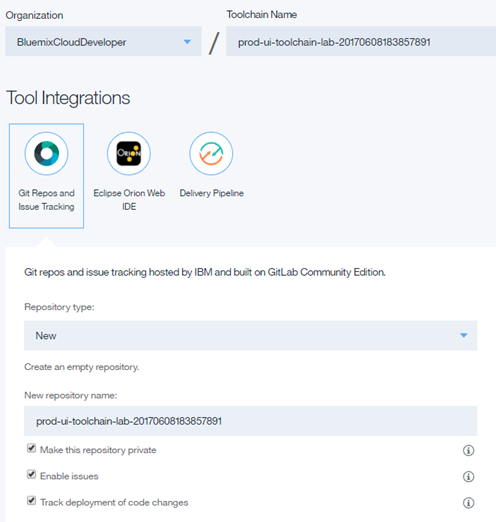 Organization
Toolchain Name
BluemixCloudDeveloper
/
prod-ui-toolchain-lab-20170608183857891
Tool Integrations
ORION
Git Repos and
Issue Tracking
Eclipse Orion Web
IDE
Delivery Pipeline
Git repos and issue tracking hosted by IBM and built on GitLab Community Edition.
Repository type:
New
Create an empty repository.
New repository name:
prod-ui-toolchain-lab-20170608183857891
Make this repository private
Enable issues
Track deployment of code changes